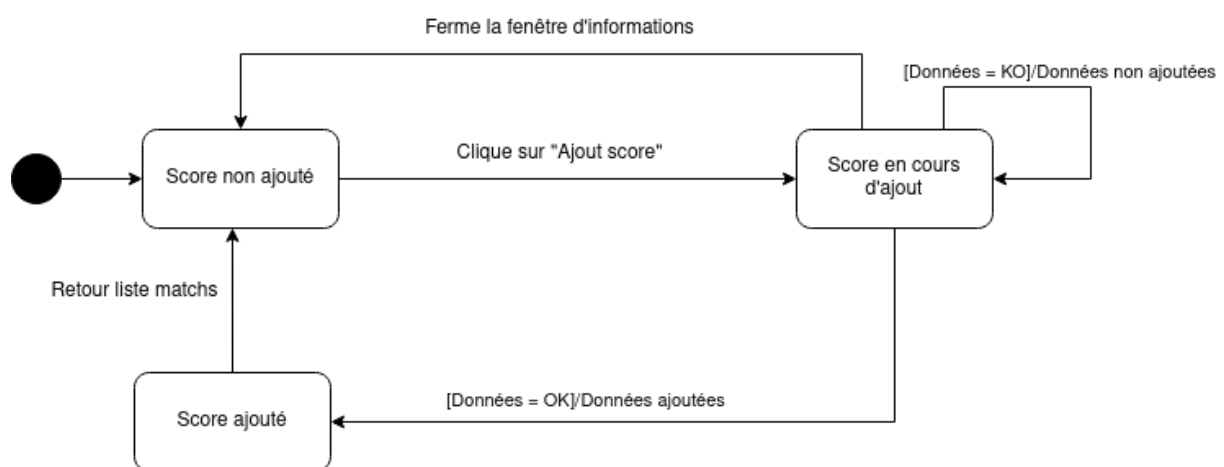 Ferme la fenêtre d'informations
[Données = KO]/Données non ajoutées
Clique sur "Ajout score"
Score non ajouté
Score en cours
d'ajout
Retour liste matchs
[Données = OK]/Données ajoutées
Score ajouté